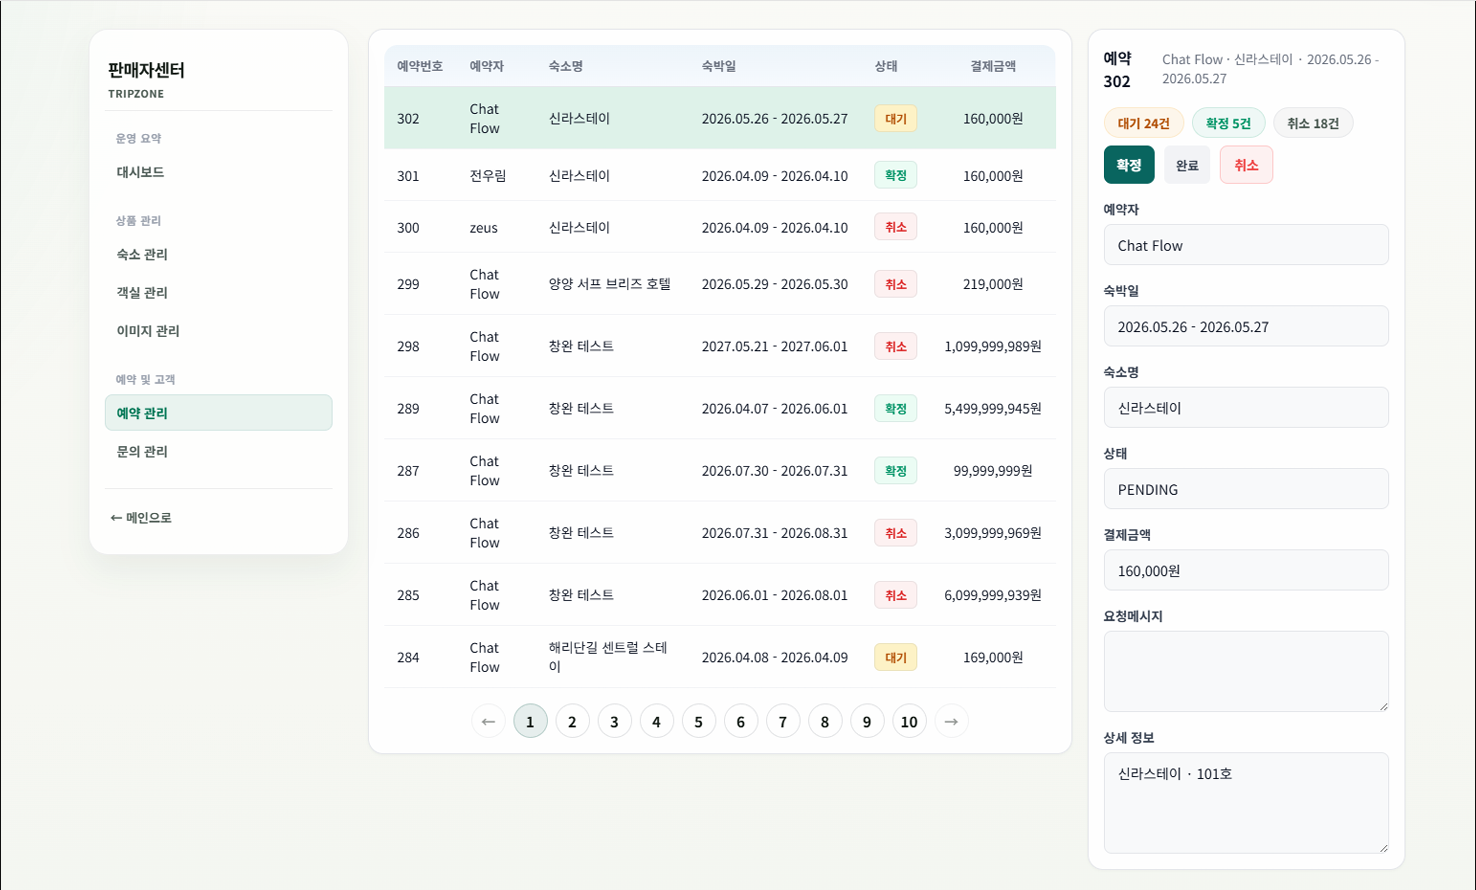 판매자센터
TRIPZONE
운영 요약
대시보드
상품 관리
숙소 관리
객실 관리
이미지 관리
예약 및 고객
예약 관리
문의 관리
← 메인으로
예약번호 예약자 숙소명 숙박일 상태 결제금액
302 Chat Flow 신라스테이 2026.05.26 - 2026.05.27 대기 160,000원
301 전우림 신라스테이 2026.04.09 - 2026.04.10 확정 160,000원
300 zeus 신라스테이 2026.04.09 - 2026.04.10 취소 160,000원
299 Chat Flow 양양 서프 브리즈 호텔 2026.05.29 - 2026.05.30 취소 219,000원
298 Chat Flow 창완 테스트 2027.05.21 - 2027.06.01 취소 1,099,999,989원
289 Chat Flow 창완 테스트 2026.04.07 - 2026.06.01 확정 5,499,999,945원
287 Chat Flow 창완 테스트 2026.07.30 - 2026.07.31 확정 99,999,999원
286 Chat Flow 창완 테스트 2026.07.31 - 2026.08.31 취소 3,099,999,969원
285 Chat Flow 창완 테스트 2026.06.01 - 2026.08.01 취소 6,099,999,939원
284 Chat Flow 해리단길 센트럴 스테이 2026.04.08 - 2026.04.09 대기 169,000원
← 1 2 3 4 5 6 7 8 9 10 →
예약 302
Chat Flow · 신라스테이 · 2026.05.26 -
2026.05.27
대기 24건 확정 5건 취소 18건
확정 완료 취소
예약자
Chat Flow
숙박일
2026.05.26 - 2026.05.27
숙소명
신라스테이
상태
PENDING
결제금액
160,000원
요청메시지
상세 정보
신라스테이 · 101호